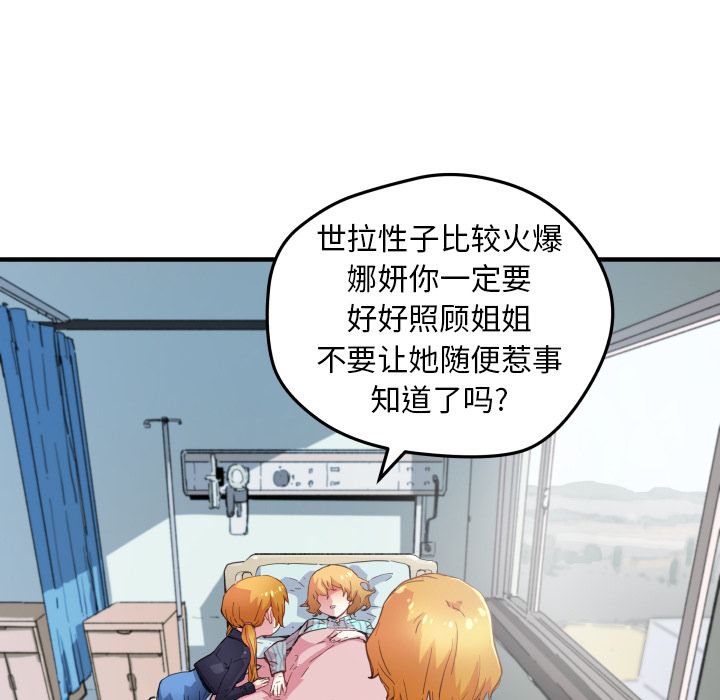 世拉性子比较火爆
娜妍你一定要
好好照顾姐姐
不要让她随便惹事
知道了吗?